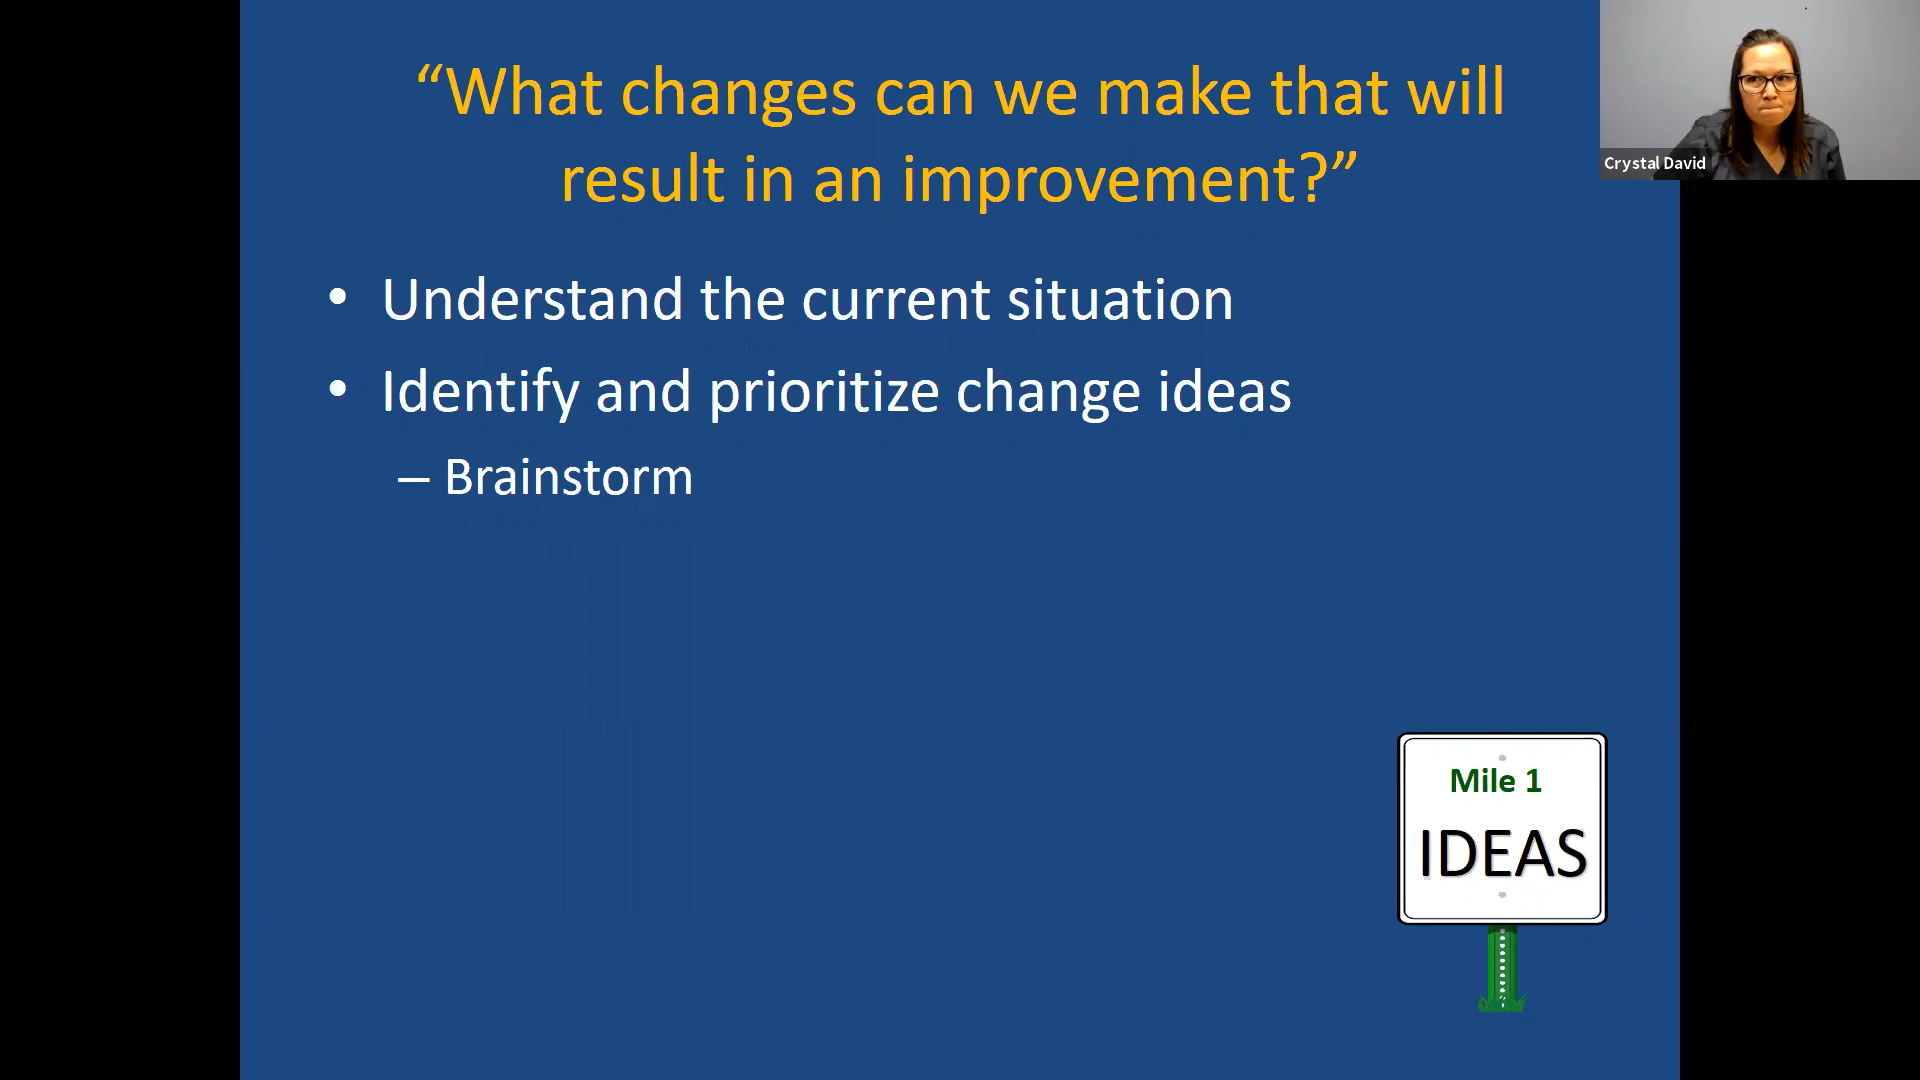 “What changes can we make that will
result in an improvement?”
• Understand the current situation
• Identify and prioritize change ideas
– Brainstorm
Crystal David
Mile 1
IDEAS